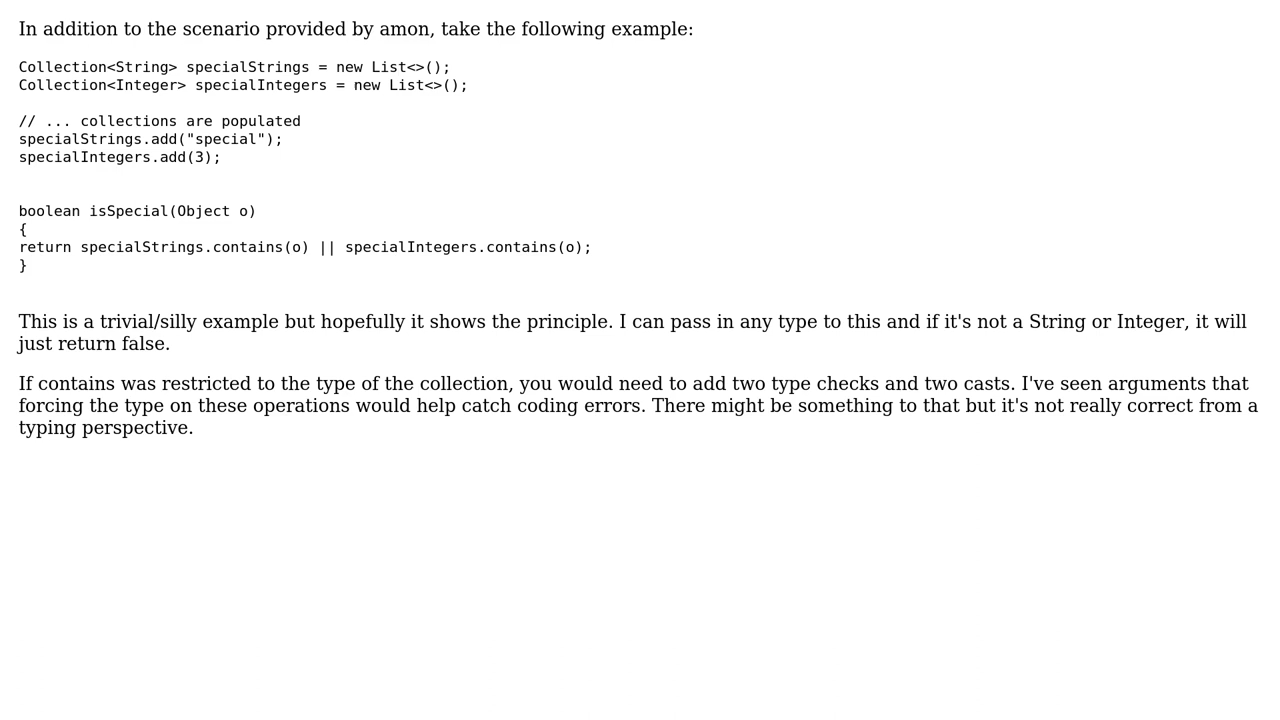 In addition to the scenario provided by amon, take the following example:
Collection<String> specialStrings = new List<>();
Collection<Integer> specialIntegers = new List<>();
// ... collections are populated
specialStrings.add("special");
specialIntegers.add(3);
boolean isSpecial(Object o)
{
return specialStrings.contains(o) || specialIntegers.contains(o);
}
This is a trivial/silly example but hopefully it shows the principle. I can pass in any type to this and if it's not a String or Integer, it will
just return false.
If contains was restricted to the type of the collection, you would need to add two type checks and two casts. I've seen arguments that
forcing the type on these operations would help catch coding errors. There might be something to that but it's not really correct from a
typing perspective.